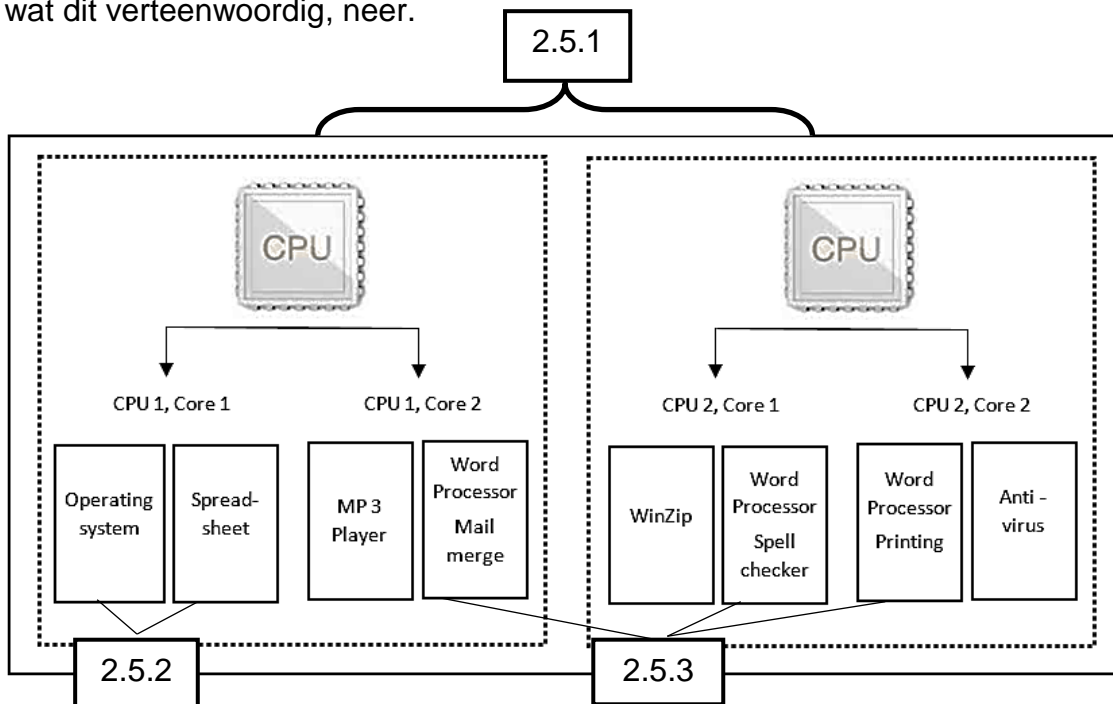 wat dit verteenwoordig, neer.
2.5.1
CPU
CPU
CPU 1, Core 1
CPU 1, Core 2
CPU 2, Core 1
CPU 2, Core 2
Operating
system
Spread-
sheet
MP 3
Player
Word
Processor
Mail
merge
WinZip
Word
Processor
Spell
checker
Word
Processor
Printing
Anti -
virus
2.5.2
2.5.3